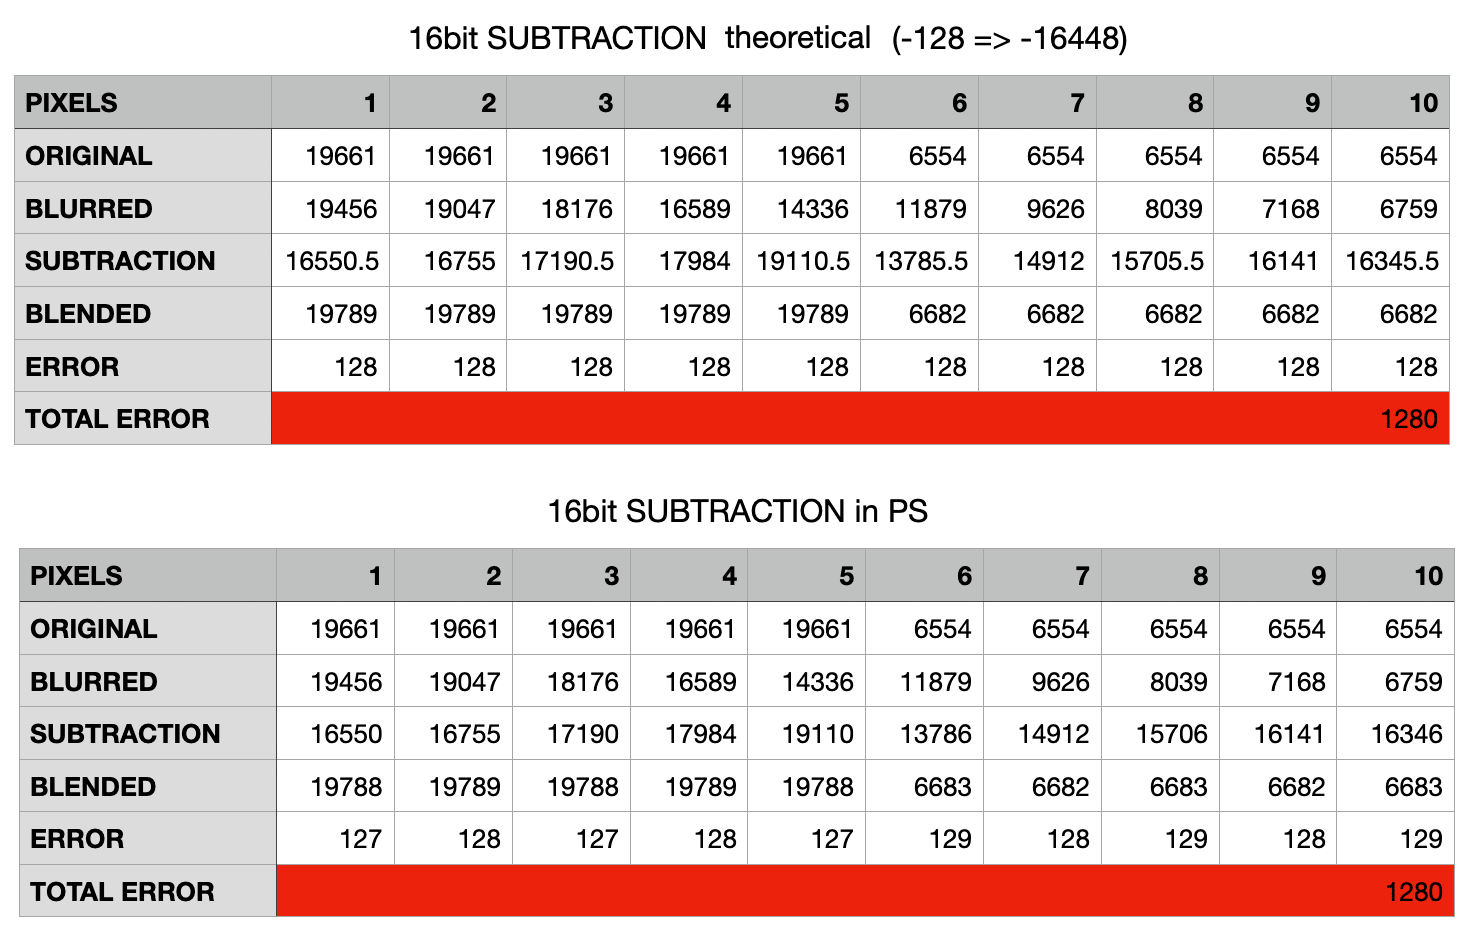 16bit SUBTRACTION theoretical (-128 => -16448)
PIXELS 1 2 3 4 5 6 7 8 9 10
ORIGINAL 19661 19661 19661 19661 19661 6554 6554 6554 6554 6554
BLURRED 19456 19047 18176 16589 14336 11879 9626 8039 7168 6759
SUBTRACTION 16550.5 16755 17190.5 17984 19110.5 13785.5 14912 15705.5 16141 16345.5
BLENDED 19789 19789 19789 19789 19789 6682 6682 6682 6682 6682
ERROR 128 128 128 128 128 128 128 128 128 128
TOTAL ERROR 1280
16bit SUBTRACTION in PS
PIXELS 1 2 3 4 5 6 7 8 9 10
ORIGINAL 19661 19661 19661 19661 19661 6554 6554 6554 6554 6554
BLURRED 19456 19047 18176 16589 14336 11879 9626 8039 7168 6759
SUBTRACTION 16550 16755 17190 17984 19110 13786 14912 15706 16141 16346
BLENDED 19788 19789 19788 19789 19788 6683 6682 6683 6682 6683
ERROR 127 128 127 128 127 129 128 129 128 129
TOTAL ERROR 1280